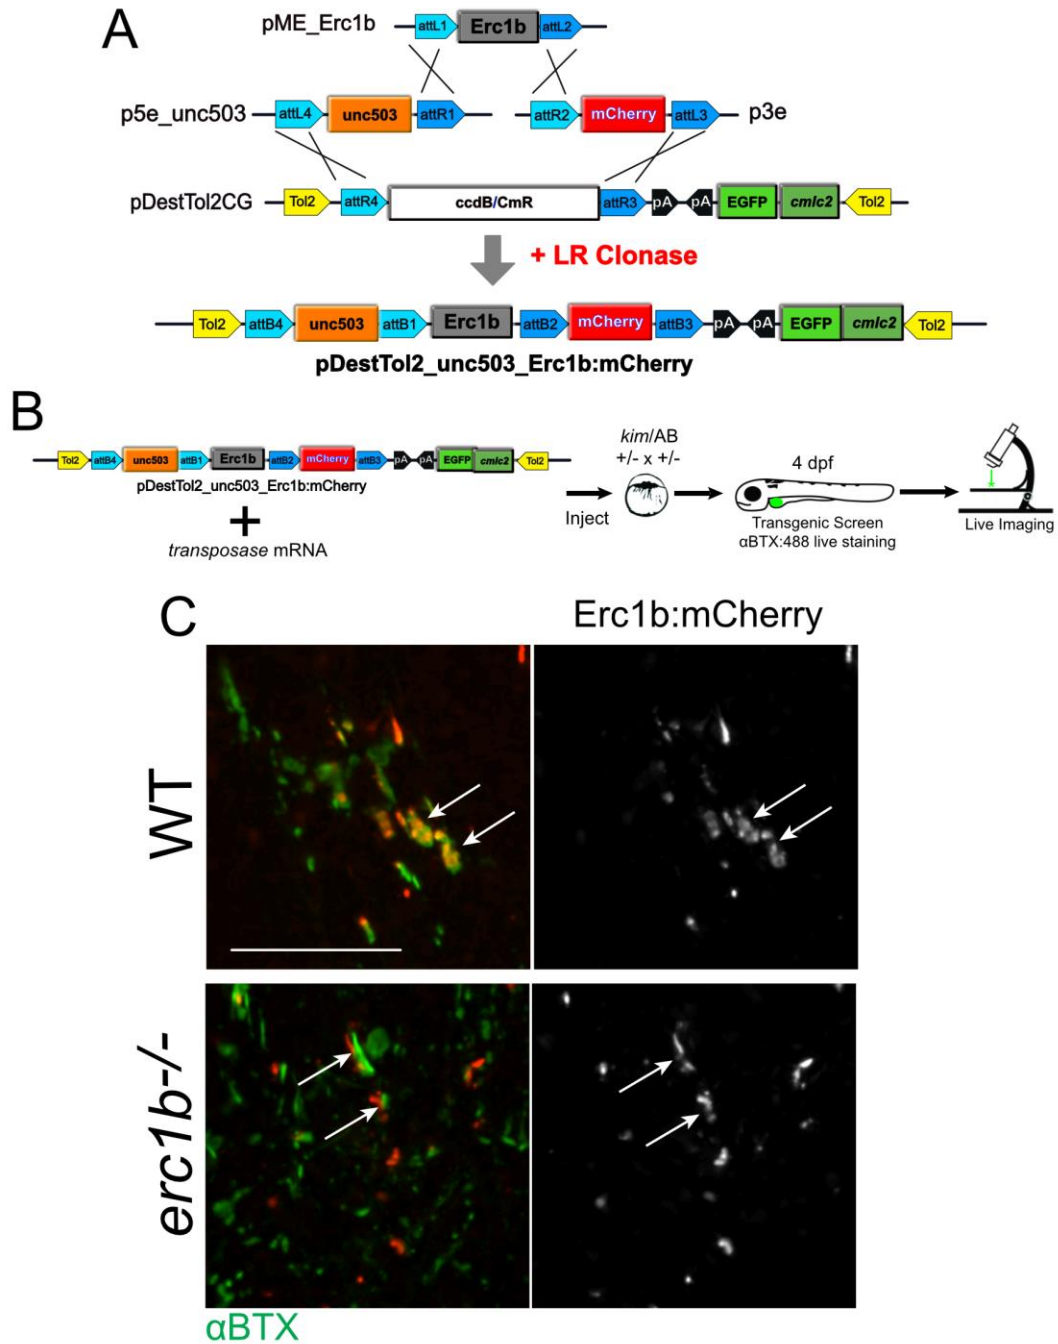 A
pME_Erc1b
attL1 Erc1b attL2
p5e_unc503 attL4 unc503 attR1 attR2 mCherry attL3 p3e
pDestTol2CG Tol2 attR4 ccdB/CmR attR3 pA pA EGFP cmlc2 Tol2
+ LR Clonase
Tol2 attB4 unc503 attB1 Erc1b attB2 mCherry attB3 pA pA EGFP cmlc2 Tol2
pDestTol2_unc503_Erc1b:mCherry
B
Tol2 attB4 unc503 attB1 Erc1b attB2 mCherry attB3 pA pA EGFP cmlc2 Tol2
pDestTol2_unc503_Erc1b:mCherry
+
transposase mRNA
Inject
kim/AB
+/- x +/-
4 dpf
Transgenic Screen
αBTX:488 live staining
Live Imaging
C
Erc1b:mCherry
WT
erc1b-/-
αBTX